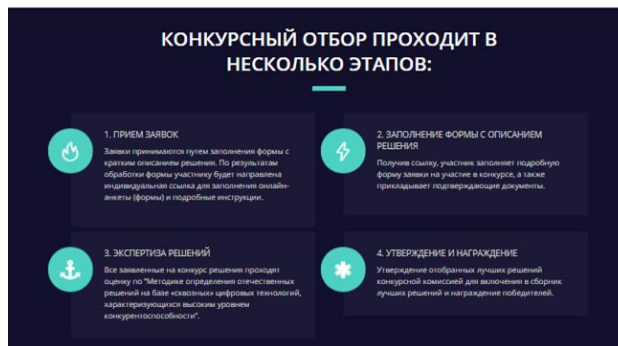 КОНКУРСНЫЙ ОТБОР ПРОХОДИТ В
НЕСКОЛЬКО ЭТАПОВ:
1. ПРИЕМ ЗАЯВОК
Заявки принимаются путем заполнения формы с
кратким описанием решения. По результатам
обработки формы участнику будет направлена
индивидуальная ссылка для заполнения онлайн-
анкеты (формы) и подробные инструкции.
2. ЗАПОЛНЕНИЕ ФОРМЫ С ОПИСАНИЕМ
РЕШЕНИЯ
Получив ссылку, участник заполняет подробную
форму заявки на участие в конкурсе, а также
прикладывает подтверждающие документы.
3. ЭКСПЕРТИЗА РЕШЕНИЙ
Все заявленные на конкурс решения проходят
оценку по "Методике определения отечественных
решений на базе «сквозных» цифровых технологий,
характеризующихся высоким уровнем
конкурентоспособности".
4. УТВЕРЖДЕНИЕ И НАГРАЖДЕНИЕ
Утверждение отобранных лучших решений
конкурсной комиссией для включения в сборник
лучших решений и награждение победителей.